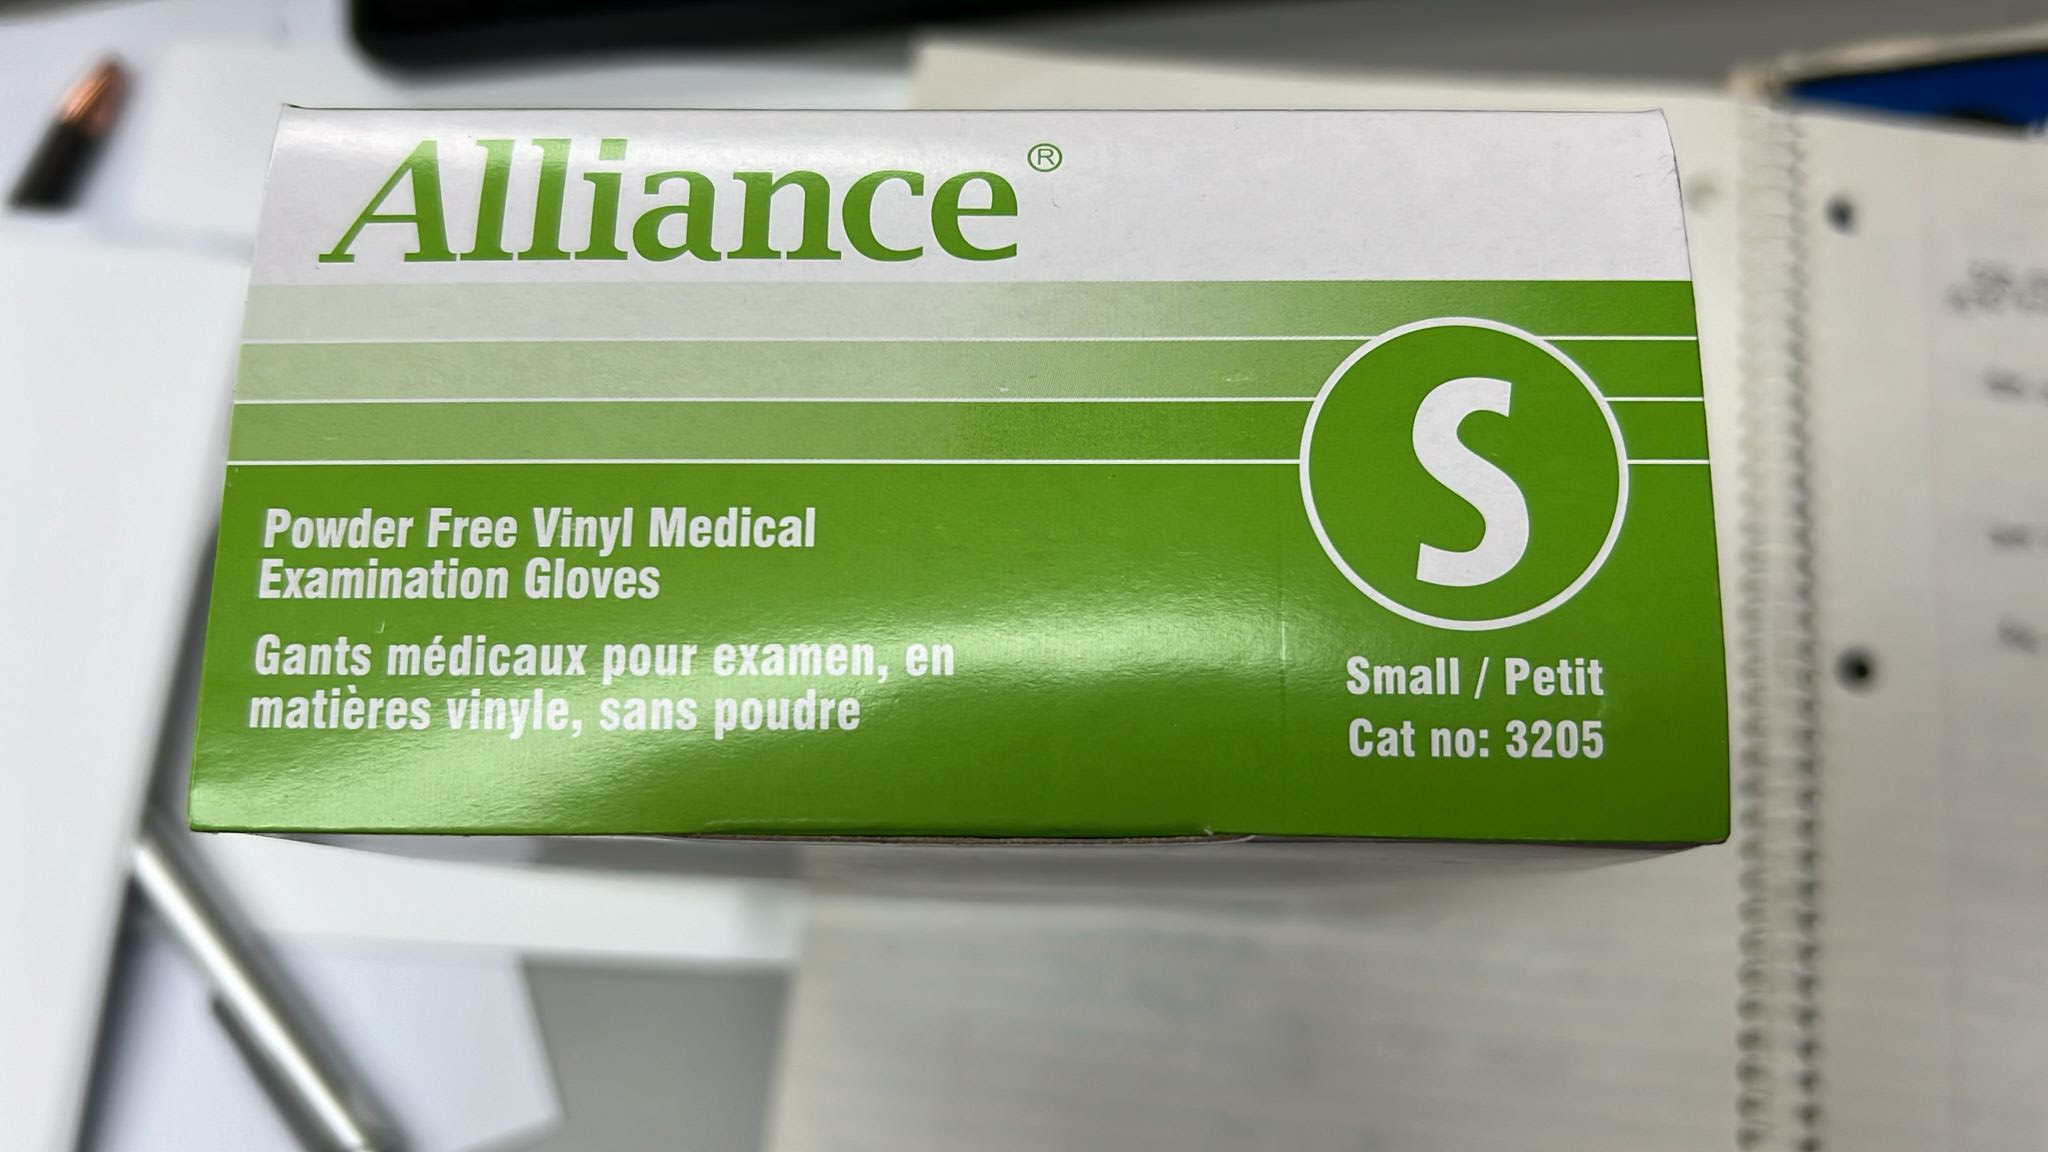 Alliance®
S
Powder Free Vinyl Medical
Examination Gloves
Gants médicaux pour examen, en
matières vinyle, sans poudre
Small / Petit
Cat no: 3205